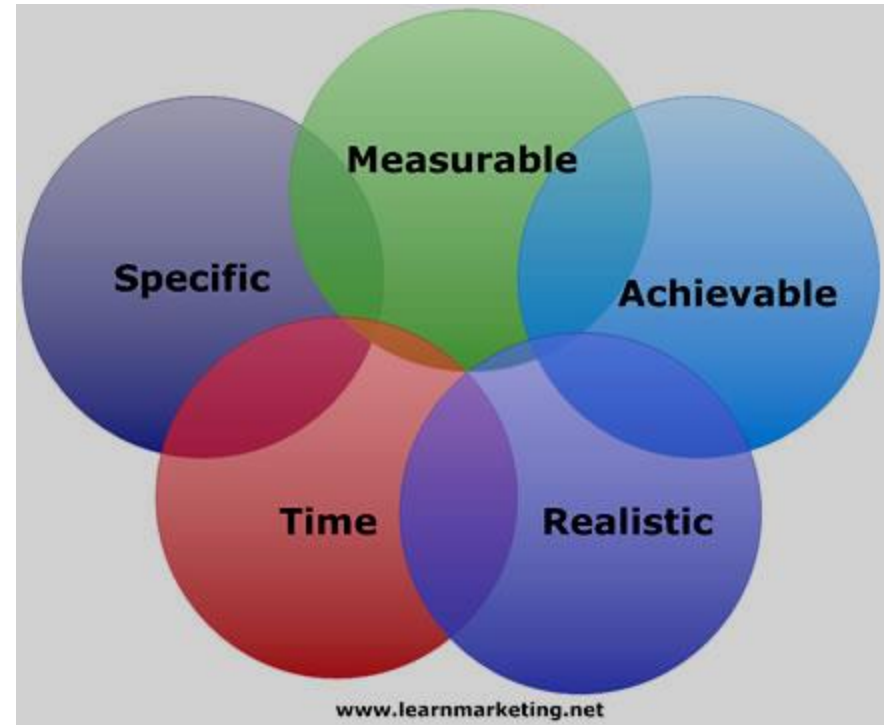 Measurable
Specific
Achievable
Time
Realistic
www.learnmarketing.net